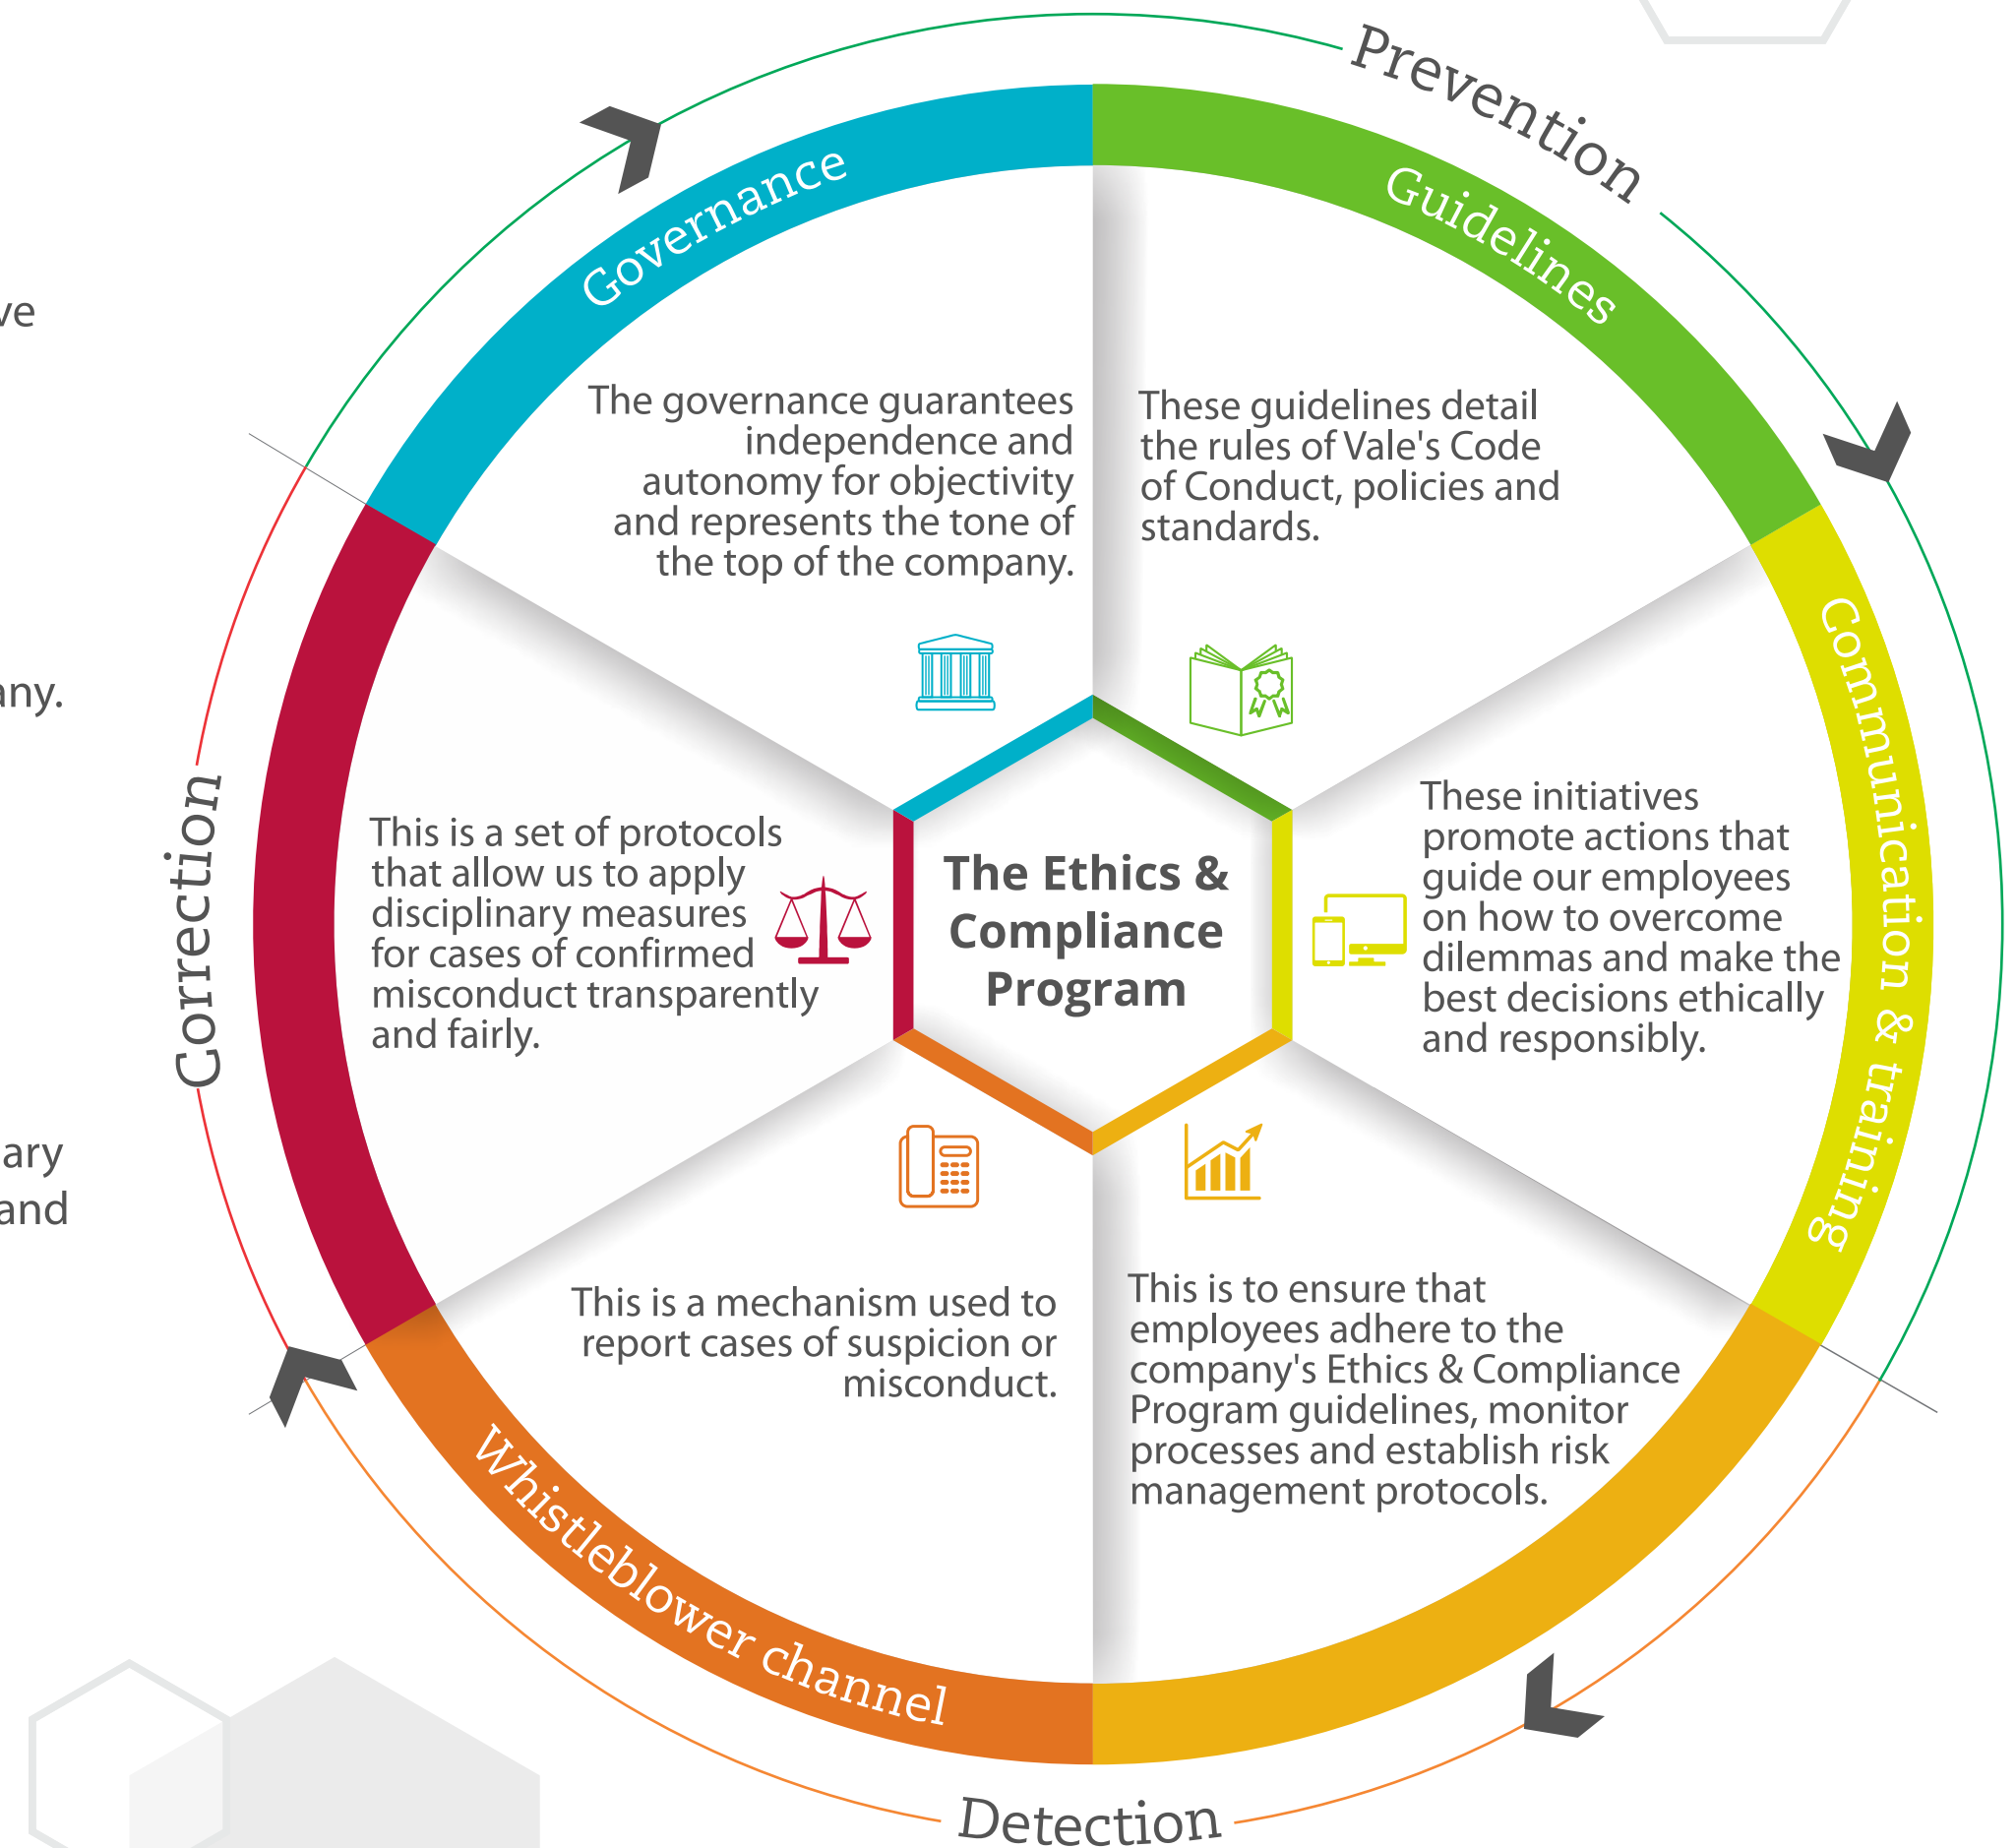 ve
any.
ary
and
Prevention
Governance
Guidelines
The governance guarantees
independence and
autonomy for objectivity
and represents the tone of
the top of the company.
These guidelines detail
the rules of Vale's Code
of Conduct, policies and
standards.
Communication & training
These initiatives
promote actions that
guide our employees
on how to overcome
dilemmas and make the
best decisions ethically
and responsibly.
The Ethics &
Compliance
Program
Correction
This is a set of protocols
that allow us to apply
disciplinary measures
for cases of confirmed
misconduct transparently
and fairly.
This is a mechanism used to
report cases of suspicion or
misconduct.
This is to ensure that
employees adhere to the
company's Ethics & Compliance
Program guidelines, monitor
processes and establish risk
management protocols.
Whistleblower channel
Detection